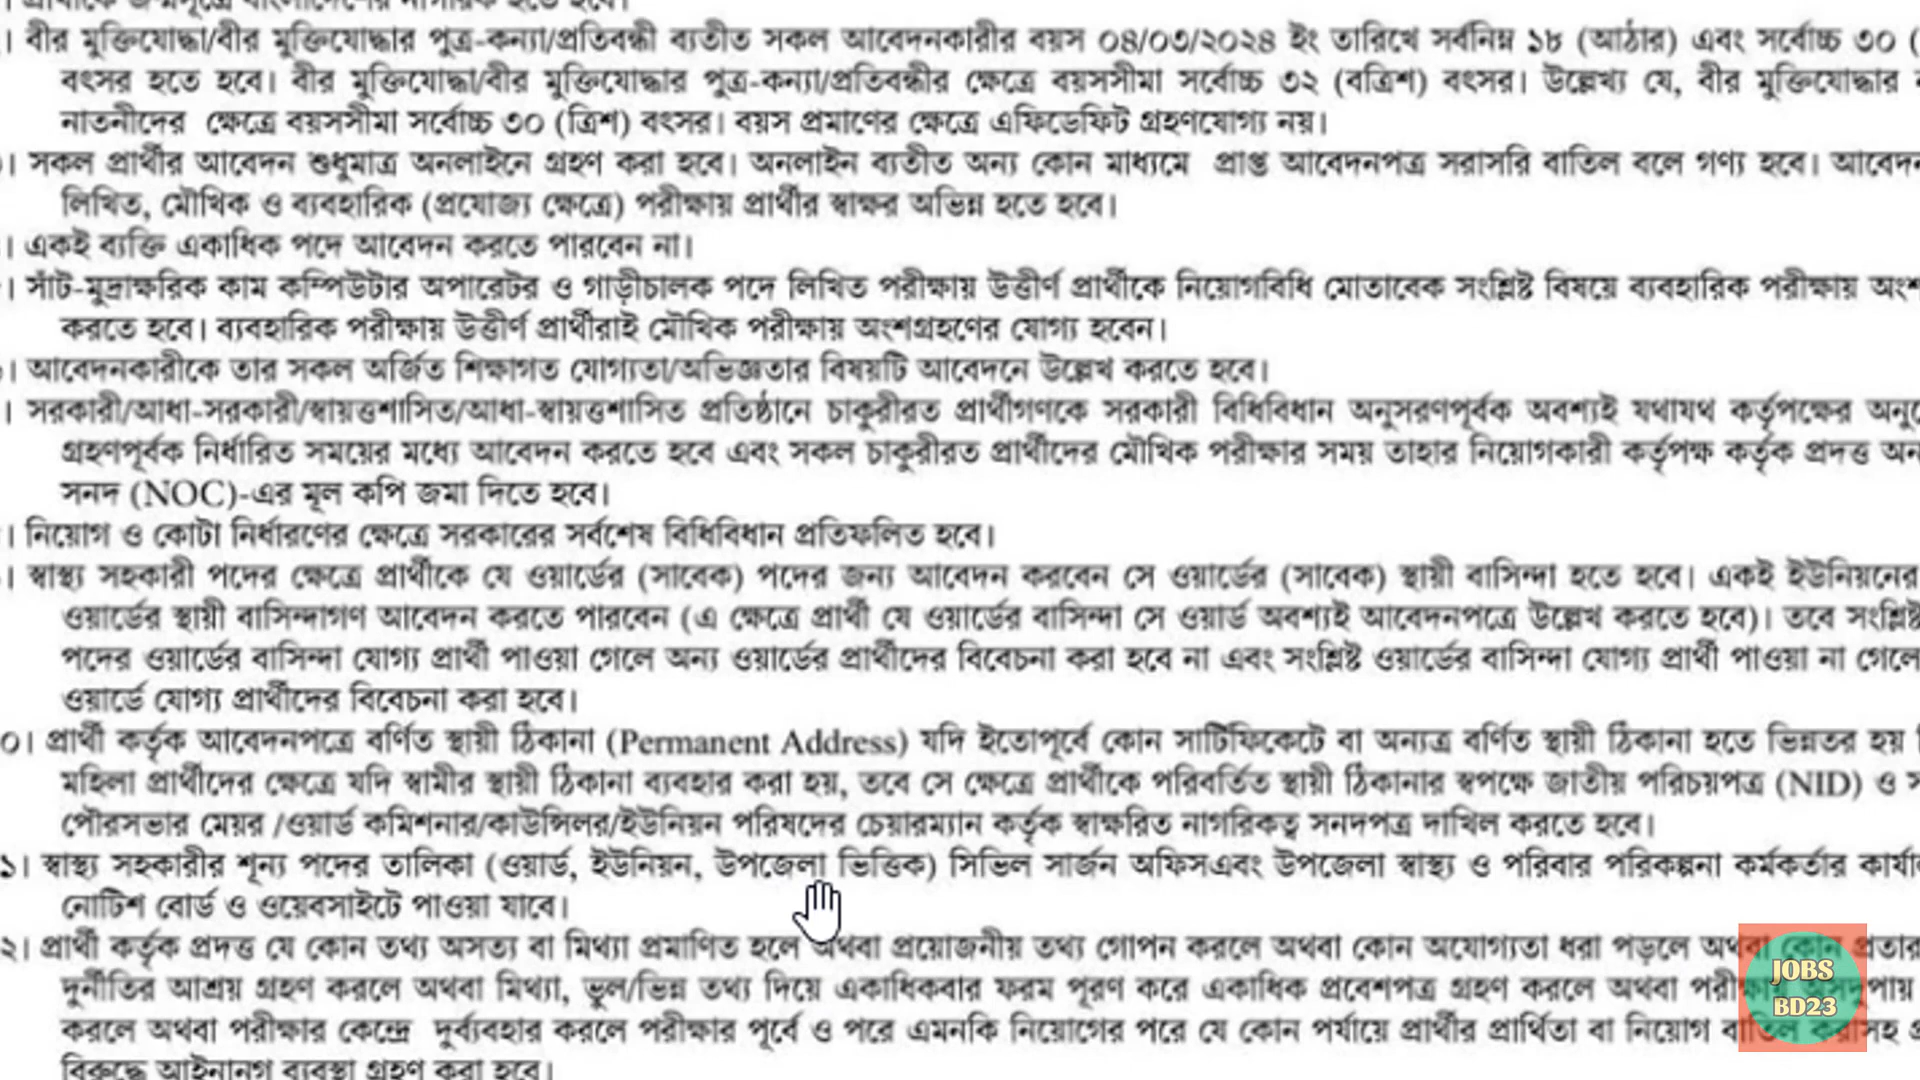 । প্রার্থীকে জন্মসূত্রে বাংলাদেশের নাগরিক হতে হবে।
। বীর মুক্তিযোদ্ধা/বীর মুক্তিযোদ্ধার পুত্র-কন্যা/প্রতিবন্ধী ব্যতীত সকল আবেদনকারীর বয়স ০৪/০৩/২০২৪ ইং তারিখে সর্বনিম্ন ১৮ (আঠার) এবং সর্বোচ্চ ৩০ (
বৎসর হতে হবে। বীর মুক্তিযোদ্ধা/বীর মুক্তিযোদ্ধার পুত্র-কন্যা/প্রতিবন্ধীর ক্ষেত্রে বয়সসীমা সর্বোচ্চ ৩২ (বত্রিশ) বৎসর। উল্লেখ্য যে, বীর মুক্তিযোদ্ধার
নাতনীদের ক্ষেত্রে বয়সসীমা সর্বোচ্চ ৩০ (ত্রিশ) বৎসর। বয়স প্রমাণের ক্ষেত্রে এফিডেফিট গ্রহণযোগ্য নয়।
। সকল প্রার্থীর আবেদন শুধুমাত্র অনলাইনে গ্রহণ করা হবে। অনলাইন ব্যতীত অন্য কোন মাধ্যমে প্রাপ্ত আবেদনপত্র সরাসরি বাতিল বলে গণ্য হবে। আবেদন
লিখিত, মৌখিক ও ব্যবহারিক (প্রযোজ্য ক্ষেত্রে) পরীক্ষায় প্রার্থীর স্বাক্ষর অভিন্ন হতে হবে।
। একই ব্যক্তি একাধিক পদে আবেদন করতে পারবেন না।
। সাঁট-মুদ্রাক্ষরিক কাম কম্পিউটার অপারেটর ও গাড়ীচালক পদে লিখিত পরীক্ষায় উত্তীর্ণ প্রার্থীকে নিয়োগবিধি মোতাবেক সংশ্লিষ্ট বিষয়ে ব্যবহারিক পরীক্ষায় অংশ
করতে হবে। ব্যবহারিক পরীক্ষায় উত্তীর্ণ প্রার্থীরাই মৌখিক পরীক্ষায় অংশগ্রহণের যোগ্য হবেন।
। আবেদনকারীকে তার সকল অর্জিত শিক্ষাগত যোগ্যতা/অভিজ্ঞতার বিষয়টি আবেদনে উল্লেখ করতে হবে।
। সরকারী/আধা-সরকারী/স্বায়ত্তশাসিত/আধা-স্বায়ত্তশাসিত প্রতিষ্ঠানে চাকুরীরত প্রার্থীগণকে সরকারী বিধিবিধান অনুসরণপূর্বক অবশ্যই যথাযথ কর্তৃপক্ষের
গ্রহণপূর্বক নির্ধারিত সময়ের মধ্যে আবেদন করতে হবে এবং সকল চাকুরীরত প্রার্থীদের মৌখিক পরীক্ষার সময় তাহার নিয়োগকারী কর্তৃপক্ষ কর্তৃক প্রদত্ত
সনদ (NOC)-এর মূল কপি জমা দিতে হবে।
। নিয়োগ ও কোটা নির্ধারণের ক্ষেত্রে সরকারের সর্বশেষ বিধিবিধান প্রতিফলিত হবে।
। স্বাস্থ্য সহকারী পদের ক্ষেত্রে প্রার্থীকে যে ওয়ার্ডের (সাবেক) পদের জন্য আবেদন করবেন সে ওয়ার্ডের (সাবেক) স্থায়ী বাসিন্দা হতে হবে। একই ইউনিয়নের
ওয়ার্ডের স্থায়ী বাসিন্দাগণ আবেদন করতে পারবেন (এ ক্ষেত্রে প্রার্থী যে ওয়ার্ডের বাসিন্দা সে ওয়ার্ড অবশ্যই আবেদনপত্রে উল্লেখ করতে হবে)। তবে সংশ্লিষ্ট
পদের ওয়ার্ডের বাসিন্দা যোগ্য প্রার্থী পাওয়া গেলে অন্য ওয়ার্ডের প্রার্থীদের বিবেচনা করা হবে না এবং সংশ্লিষ্ট ওয়ার্ডের বাসিন্দা যোগ্য প্রার্থী পাওয়া না গেলে
ওয়ার্ডে যোগ্য প্রার্থীদের বিবেচনা করা হবে।
০। প্রার্থী কর্তৃক আবেদনপত্রে বর্ণিত স্থায়ী ঠিকানা (Permanent Address) যদি ইতোপূর্বে কোন সার্টিফিকেটে বা অন্যত্র বর্ণিত স্থায়ী ঠিকানা হতে ভিন্নতর হয়
মহিলা প্রার্থীদের ক্ষেত্রে যদি স্বামীর স্থায়ী ঠিকানা ব্যবহার করা হয়, তবে সে ক্ষেত্রে প্রার্থীকে পরিবর্তিত স্থায়ী ঠিকানার স্বপক্ষে জাতীয় পরিচয়পত্র (NID) ও
পৌরসভার মেয়র /ওয়ার্ড কমিশনার/কাউন্সিলর/ইউনিয়ন পরিষদের চেয়ারম্যান কর্তৃক স্বাক্ষরিত নাগরিকত্ব সনদপত্র দাখিল করতে হবে।
১। স্বাস্থ্য সহকারীর শূন্য পদের তালিকা (ওয়ার্ড, ইউনিয়ন, উপজেলা ভিত্তিক) সিভিল সার্জন অফিসএবং উপজেলা স্বাস্থ্য ও পরিবার পরিকল্পনা কর্মকর্তার
নোটিশ বোর্ড ও ওয়েবসাইটে পাওয়া যাবে।
২। প্রার্থী কর্তৃক প্রদত্ত যে কোন তথ্য অসত্য বা মিথ্যা প্রমাণিত হলে অথবা প্রয়োজনীয় তথ্য গোপন করলে অথবা কোন অযোগ্যতা ধরা পড়লে অথবা কোন
দুর্নীতির আশ্রয় গ্রহণ করলে অথবা মিথ্যা, ভুল/ভিন্ন তথ্য দিয়ে একাধিকবার ফরম পূরণ করে একাধিক প্রবেশপত্র গ্রহণ করলে অথবা
করলে অথবা পরীক্ষার কেন্দ্রে দুর্ব্যবহার করলে পরীক্ষার পূর্বে ও পরে এমনকি নিয়োগের পরে যে কোন পর্যায়ে প্রার্থীর প্রার্থিতা বা নিয়োগ বাতিল করাসহ
বিরুদ্ধে আইনানুগ ব্যবস্থা গ্রহণ করা হবে।
JOBS
BD23